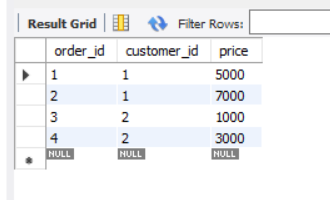 Result Grid Filter Rows:
order_id customer_id price
1 1 5000
2 1 7000
3 2 1000
4 2 3000
NULL NULL NULL